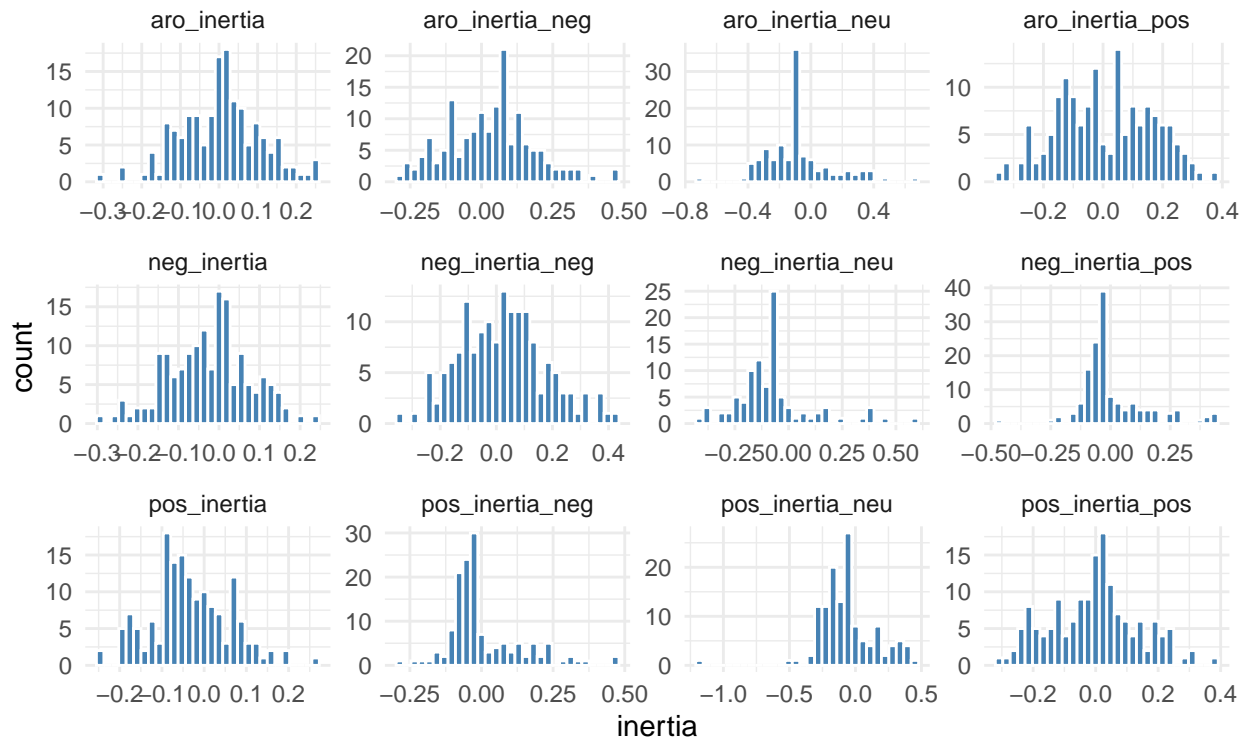 aro_inertia aro_inertia_neg aro_inertia_neu aro_inertia_pos
15 20 30 10
10 15 20 5
5 10 10 0
0 5 0
0
−0.3 −0.2 −0.1 0.0 0.1 0.2 −0.25 0.00 0.25 0.50 −0.8 −0.4 0.0 0.4 −0.2 0.0 0.2 0.4
neg_inertia neg_inertia_neg neg_inertia_neu neg_inertia_pos
15 10 25 40
10 5 20 30
5 0 15 20
0 10 10
5 0
0
−0.3 −0.2 −0.1 0.0 0.1 0.2 −0.2 0.0 0.2 0.4 −0.25 0.00 0.25 0.50 −0.50 −0.25 0.00 0.25
count
pos_inertia pos_inertia_neg pos_inertia_neu pos_inertia_pos
15 30 20 15
10 20 10 10
5 10 0 5
0 0 0
−0.2 −0.1 0.0 0.1 0.2 −0.25 0.00 0.25 0.50 −1.0 −0.5 0.0 0.5 −0.2 0.0 0.2 0.4
inertia